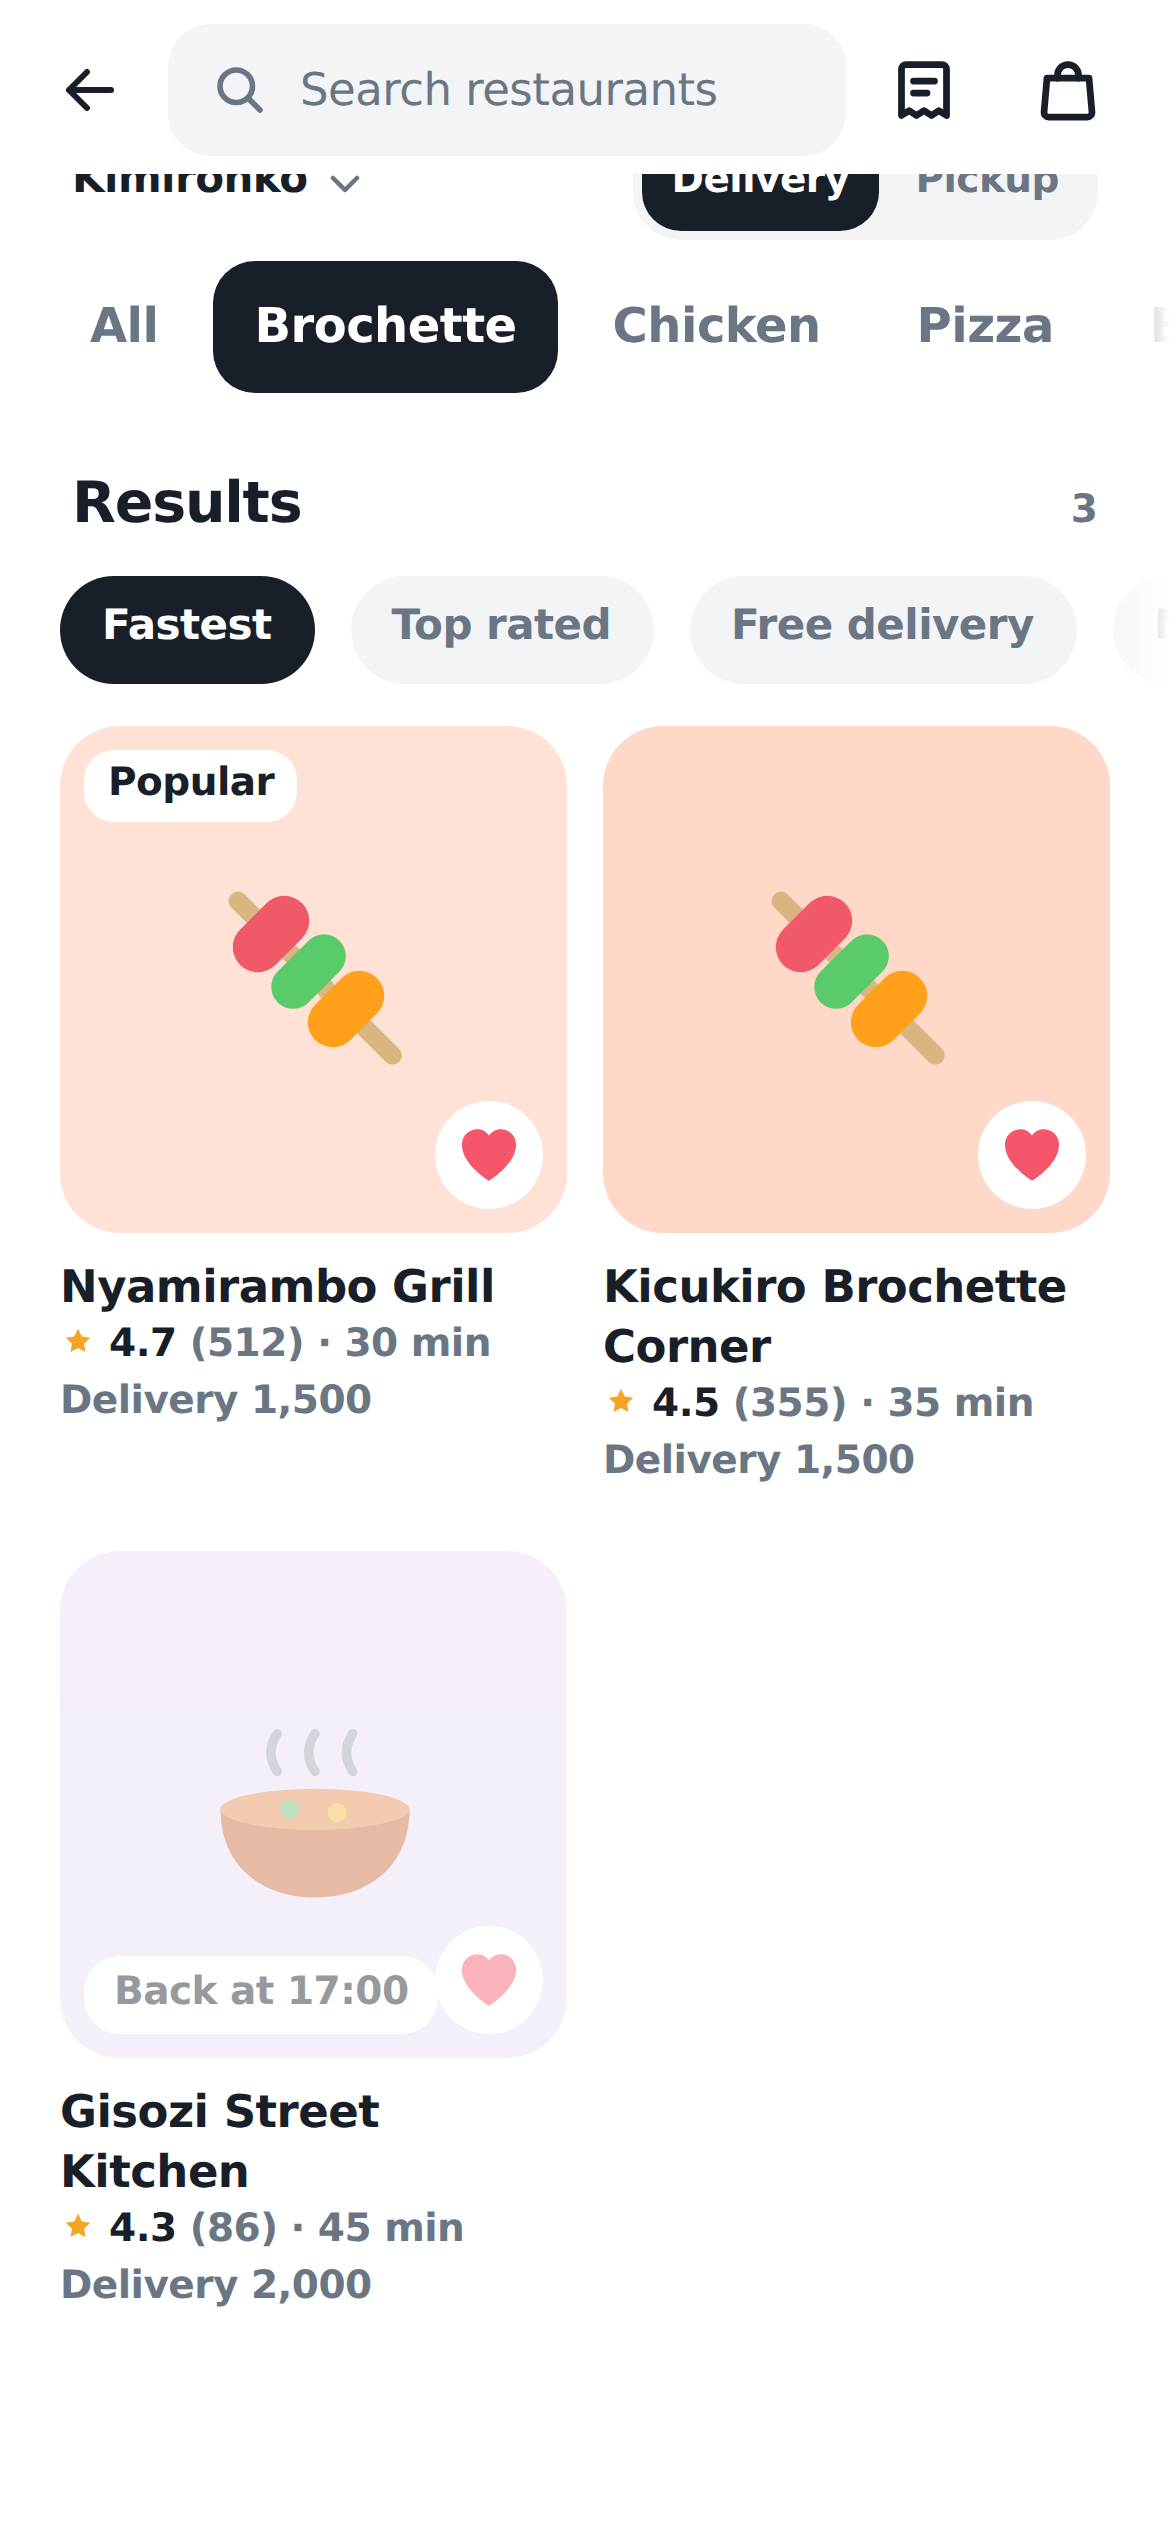 Search restaurants
Kimironko
Delivery Pickup
All Brochette Chicken Pizza
Results 3
Fastest Top rated Free delivery
Popular
Nyamirambo Grill
4.7 (512) · 30 min
Delivery 1,500
Kicukiro Brochette
Corner
4.5 (355) · 35 min
Delivery 1,500
Back at 17:00
Gisozi Street
Kitchen
4.3 (86) · 45 min
Delivery 2,000